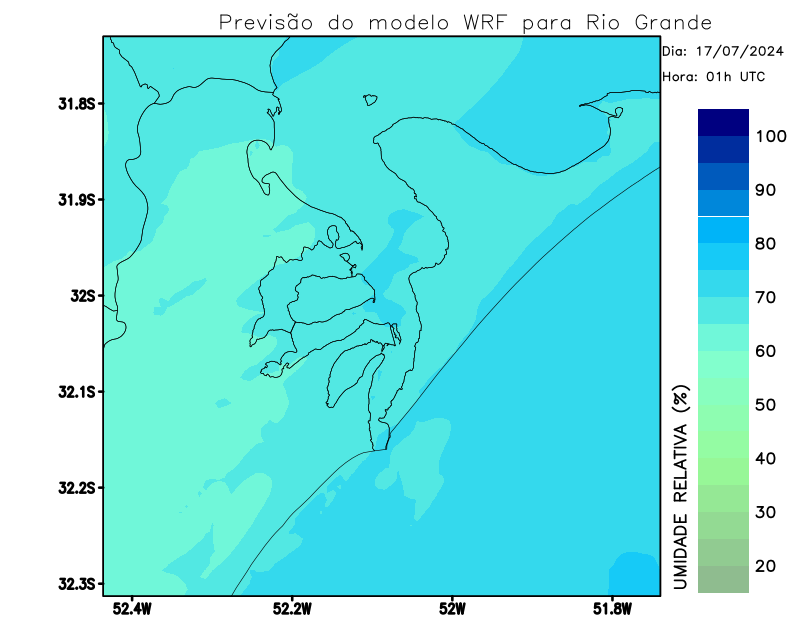 Previsão do modelo WRF para Rio Grande
Dia: 17/07/2024
Hora: 01h UTC
31.8S
31.9S
32S
32.1S
32.2S
32.3S
52.4W
52.2W
52W
51.8W
UMIDADE RELATIVA (%)
100
90
80
70
60
50
40
30
20